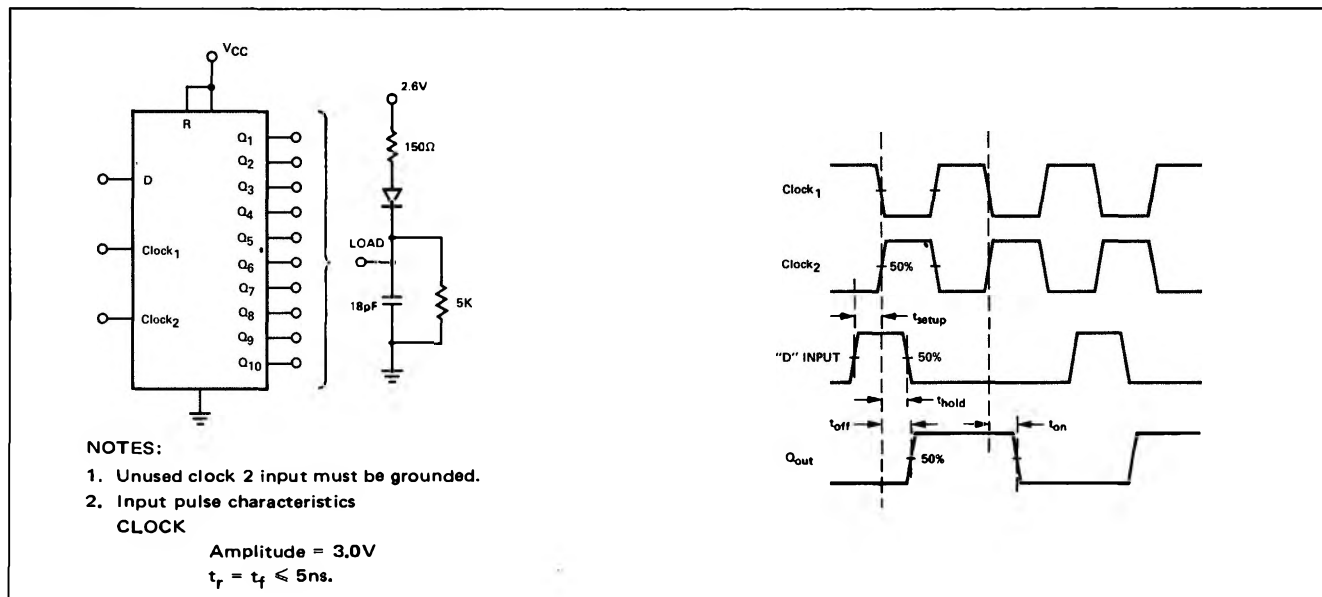 VCC
R
D
Clock1
Clock2
Q1
Q2
Q3
Q4
Q5
Q6
Q7
Q8
Q9
Q10
2.6V
150Ω
LOAD
18pF
5K
NOTES:
1. Unused clock 2 input must be grounded.
2. Input pulse characteristics
CLOCK
Amplitude = 3.0V
tr = tf ⩽ 5ns.
Clock1
Clock2
50%
tsetup
"D" INPUT
50%
thold
toff
ton
Qout
50%